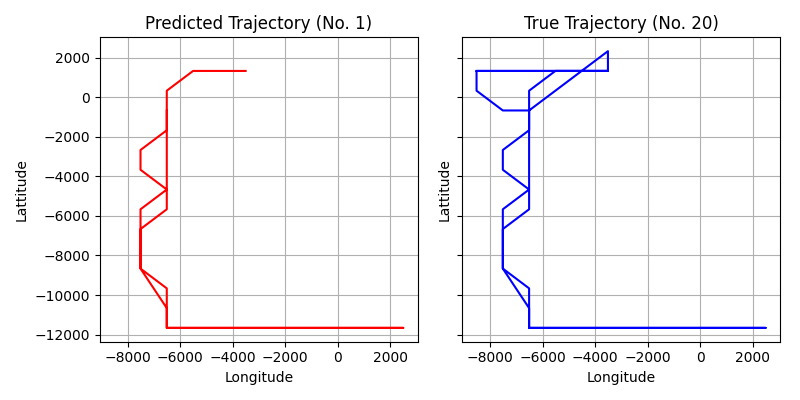 Predicted Trajectory (No. 1)
True Trajectory (No. 20)
Lattitude
2000
0
−2000
−4000
−6000
−8000
−10000
−12000
−8000 −6000 −4000 −2000 0 2000
Longitude
Lattitude
−8000 −6000 −4000 −2000 0 2000
Longitude